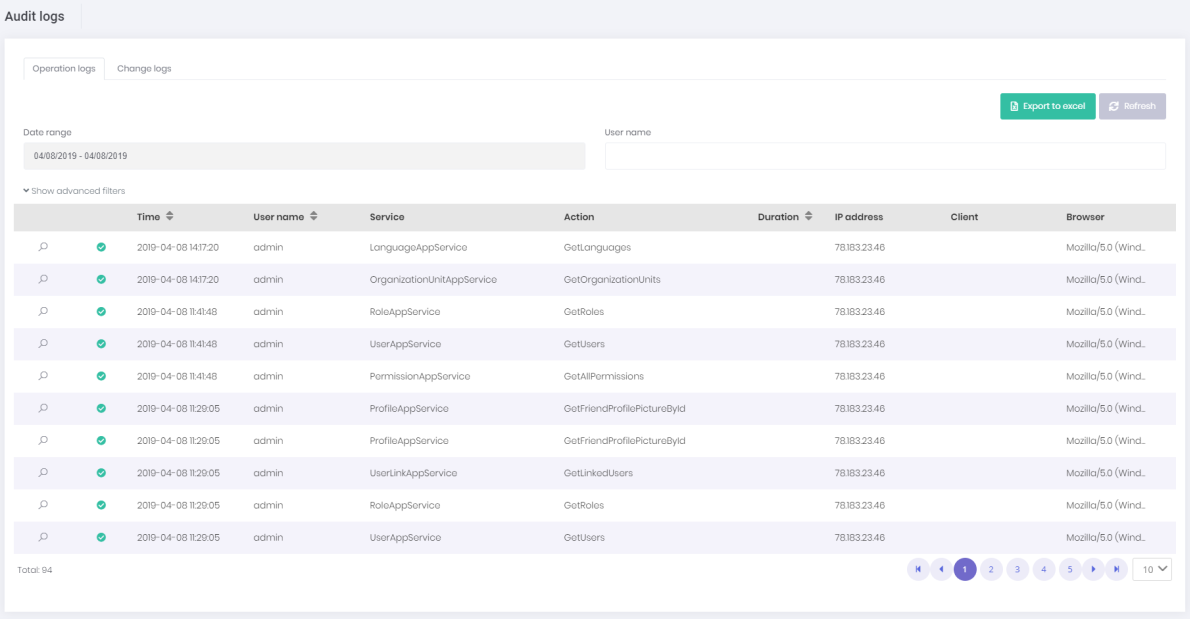 Audit logs
Operation logs Change logs
Export to excel Refresh
Date range User name
04/08/2019 - 04/08/2019
Show advanced filters
Time User name Service Action Duration IP address Client Browser
2019-04-08 14:17:20 admin LanguageAppService GetLanguages 78.183.23.46 Mozilla/5.0 (Wind...
2019-04-08 14:17:20 admin OrganizationUnitAppService GetOrganizationUnits 78.183.23.46 Mozilla/5.0 (Wind...
2019-04-08 11:41:48 admin RoleAppService GetRoles 78.183.23.46 Mozilla/5.0 (Wind...
2019-04-08 11:41:48 admin UserAppService GetUsers 78.183.23.46 Mozilla/5.0 (Wind...
2019-04-08 11:41:48 admin PermissionAppService GetAllPermissions 78.183.23.46 Mozilla/5.0 (Wind...
2019-04-08 11:29:05 admin ProfileAppService GetFriendProfilePictureById 78.183.23.46 Mozilla/5.0 (Wind...
2019-04-08 11:29:05 admin ProfileAppService GetFriendProfilePictureById 78.183.23.46 Mozilla/5.0 (Wind...
2019-04-08 11:29:05 admin UserLinkAppService GetLinkedUsers 78.183.23.46 Mozilla/5.0 (Wind...
2019-04-08 11:29:05 admin RoleAppService GetRoles 78.183.23.46 Mozilla/5.0 (Wind...
2019-04-08 11:29:05 admin UserAppService GetUsers 78.183.23.46 Mozilla/5.0 (Wind...
Total: 94 1 2 3 4 5 10